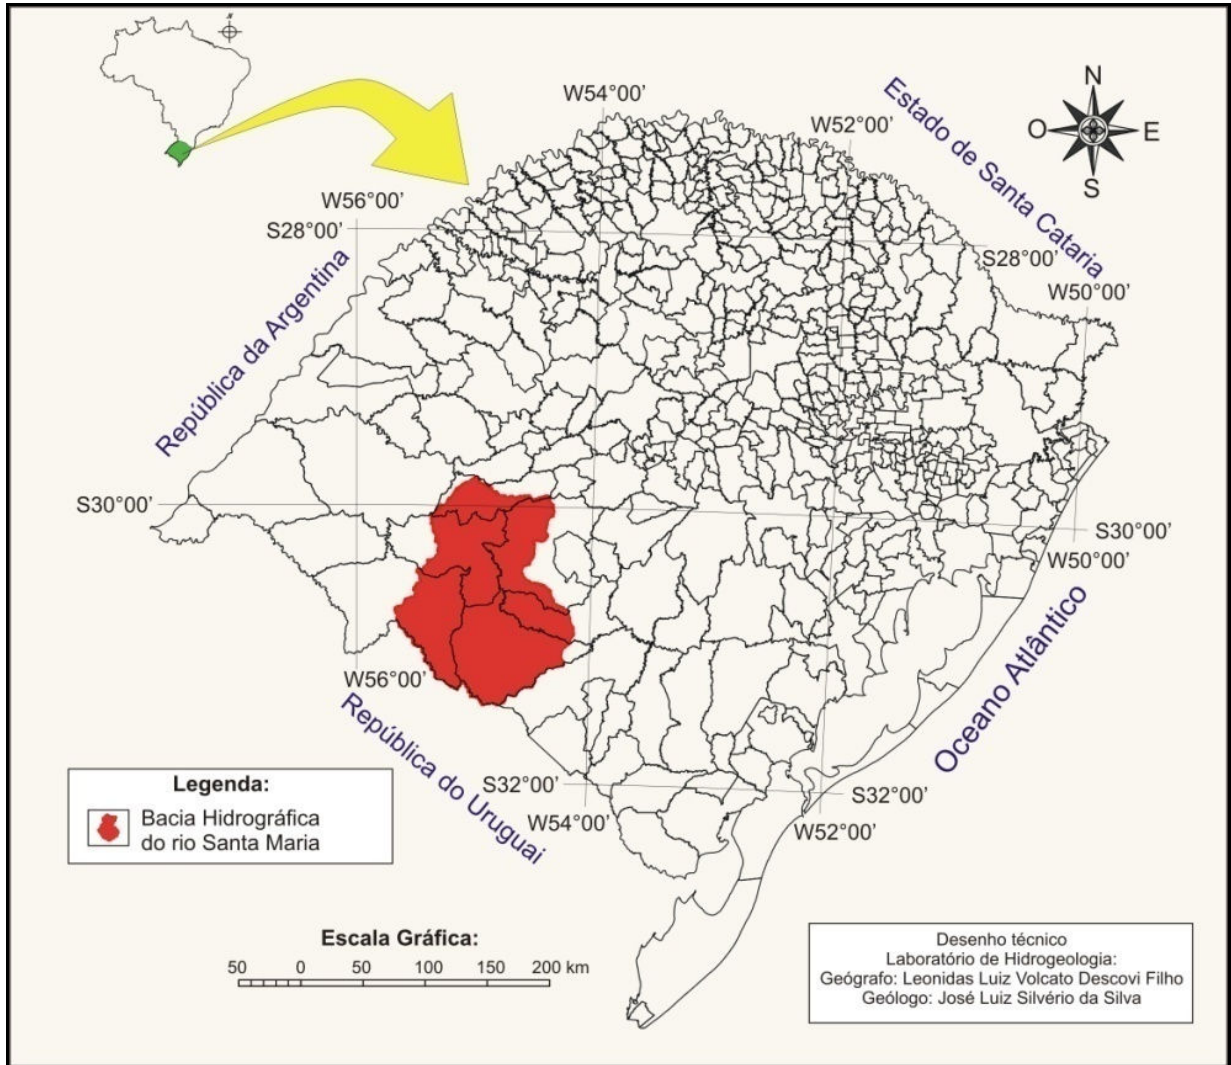 N
W54°00'
W52°00'
Estado de Santa Cataria
N
O
E
S
W56°00'
S28°00'
S28°00'
W50°00'
República da Argentina
S30°00'
S30°00'
W50°00'
W56°00'
República do Uruguai
Oceano Atlântico
S32°00'
S32°00'
W54°00'
W52°00'
Legenda:
Bacia Hidrográfica
do rio Santa Maria
Escala Gráfica:
50 0 50 100 150 200 km
Desenho técnico
Laboratório de Hidrogeologia:
Geógrafo: Leonidas Luiz Volcato Descovi Filho
Geólogo: José Luiz Silvério da Silva